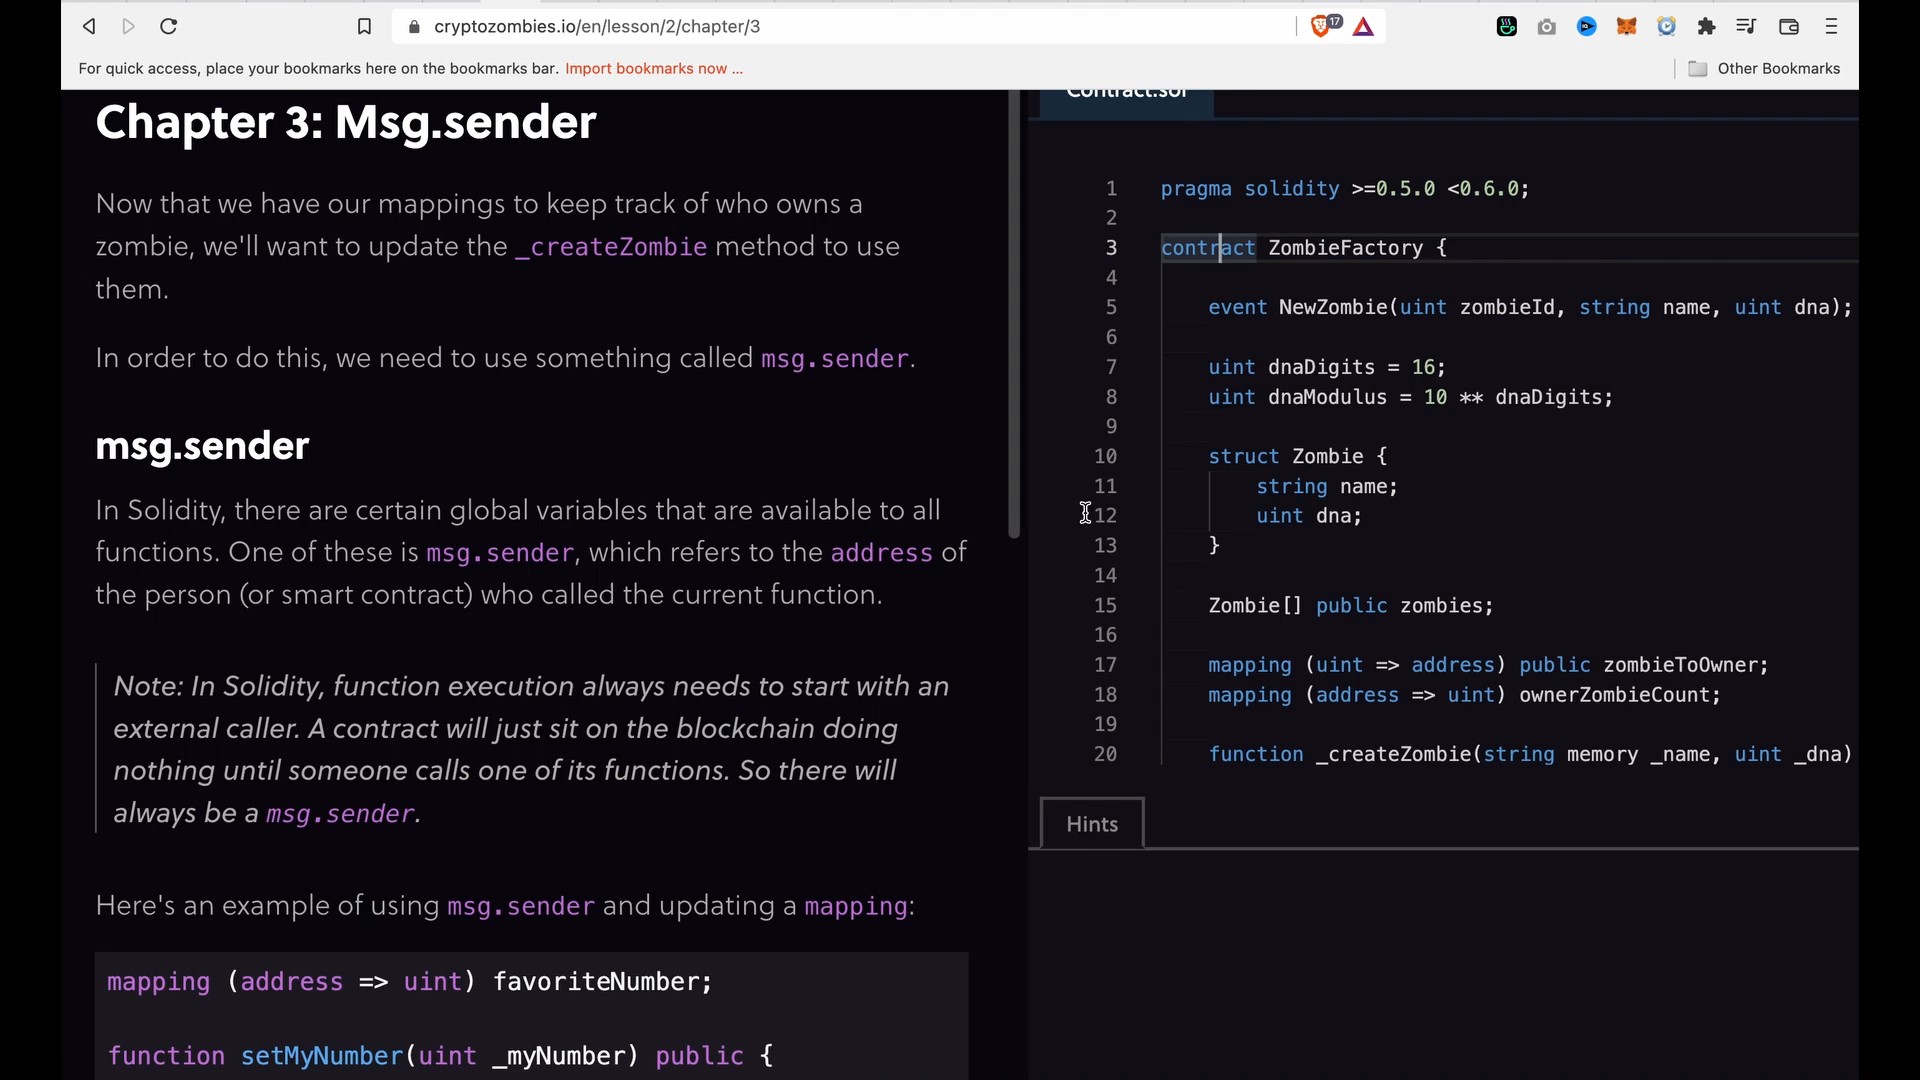 cryptozombies.io/en/lesson/2/chapter/3
17
For quick access, place your bookmarks here on the bookmarks bar. Import bookmarks now ...
Other Bookmarks
Chapter 3: Msg.sender
Now that we have our mappings to keep track of who owns a
zombie, we'll want to update the _createZombie method to use
them.
In order to do this, we need to use something called msg.sender.
msg.sender
In Solidity, there are certain global variables that are available to all
functions. One of these is msg.sender, which refers to the address of
the person (or smart contract) who called the current function.
Note: In Solidity, function execution always needs to start with an
external caller. A contract will just sit on the blockchain doing
nothing until someone calls one of its functions. So there will
always be a msg.sender.
Here's an example of using msg.sender and updating a mapping:
mapping (address => uint) favoriteNumber;
function setMyNumber(uint _myNumber) public {
Contract.sol
1 pragma solidity >=0.5.0 <0.6.0;
2
3 contract ZombieFactory {
4
5 event NewZombie(uint zombieId, string name, uint dna);
6
7 uint dnaDigits = 16;
8 uint dnaModulus = 10 ** dnaDigits;
9
10 struct Zombie {
11 string name;
12 uint dna;
13 }
14
15 Zombie[] public zombies;
16
17 mapping (uint => address) public zombieToOwner;
18 mapping (address => uint) ownerZombieCount;
19
20 function _createZombie(string memory _name, uint _dna)
Hints